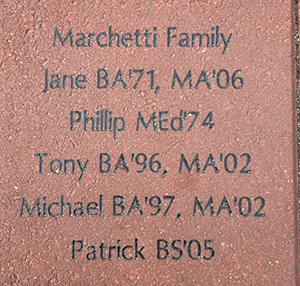 Marchetti Family
Jane BA'71, MA'06
Phillip MEd'74
Tony BA'96, MA'02
Michael BA'97, MA'02
Patrick BS'05